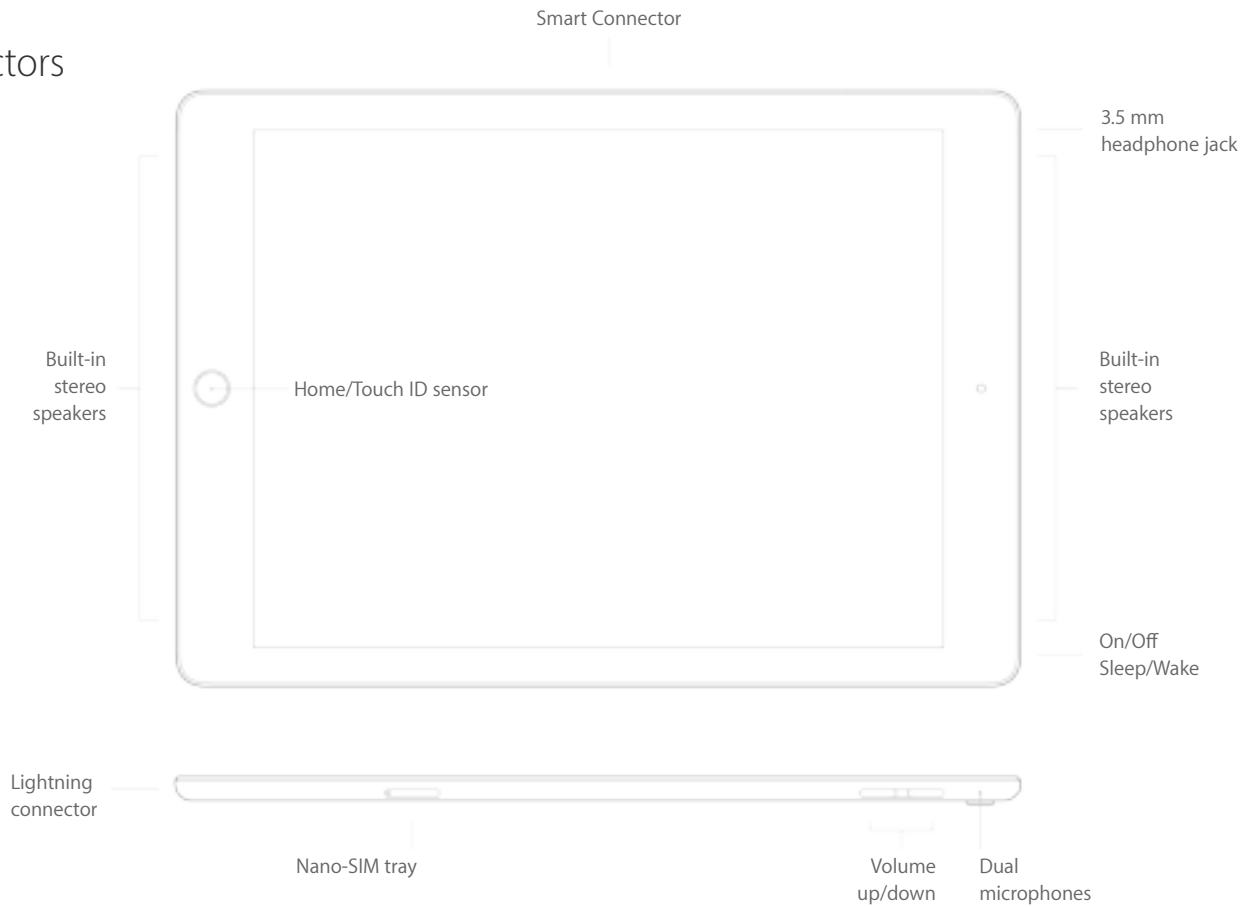 Smart Connector
ctors
3.5 mm
headphone jack
Built-in
stereo
speakers
Home/Touch ID sensor
Built-in
stereo
speakers
On/Off
Sleep/Wake
Lightning
connector
Nano-SIM tray
Volume
up/down
Dual
microphones